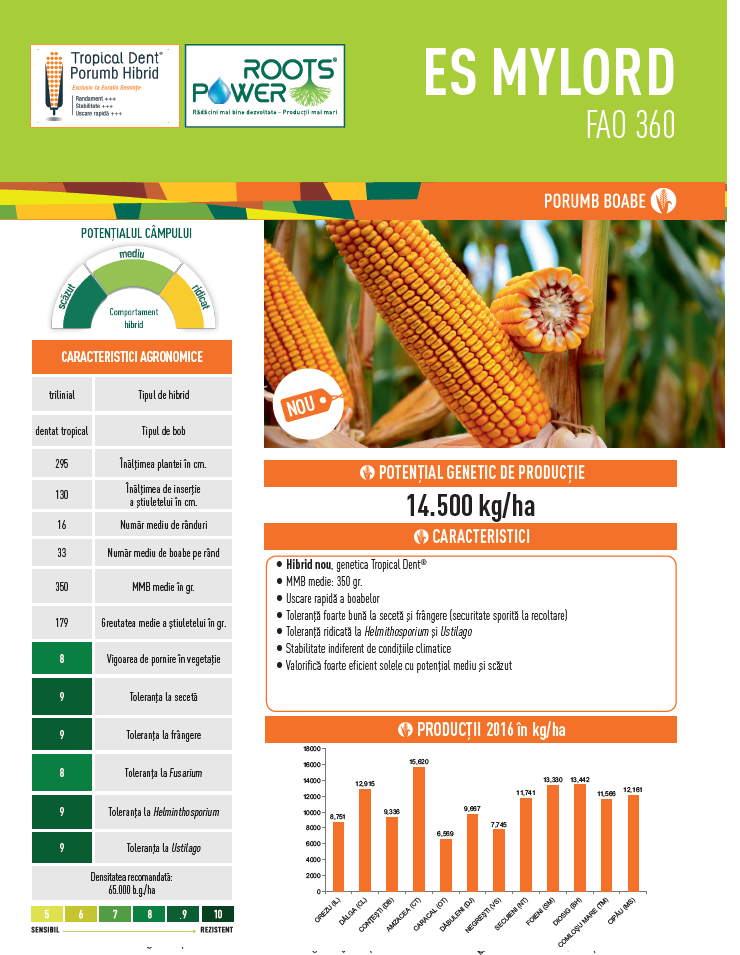 Tropical Dent®
Porumb Hibrid
Exclusiv la Euralis Semințe
Randament +++
Stabilitate +++
Uscare rapidă +++
ROOTS®
POWER
Rădăcini mai bine dezvoltate - Producții mai mari
ES MYLORD
FAO 360
PORUMB BOABE
POTENȚIALUL CÂMPULUI
scăzut
mediu
ridicat
Comportament
hibrid
CARACTERISTICI AGRONOMICE
trilinial Tipul de hibrid
dentat tropical Tipul de bob
295 Înălțimea plantei în cm.
130 Înălțimea de inserție
a știuletelui în cm.
16 Număr mediu de rânduri
33 Număr mediu de boabe pe rând
350 MMB medie în gr.
179 Greutatea medie a știuletelui în gr.
8 Vigoarea de pornire în vegetație
9 Toleranța la secetă
9 Toleranța la frângere
8 Toleranța la Fusarium
9 Toleranța la Helminthosporium
9 Toleranța la Ustilago
Densitatea recomandată:
65.000 b.g./ha
5 6 7 8 .9 10
SENSIBIL REZISTENT
NOU
POTENȚIAL GENETIC DE PRODUCȚIE
14.500 kg/ha
CARACTERISTICI
● Hibrid nou, genetica Tropical Dent®
● MMB medie: 350 gr.
● Uscare rapidă a boabelor
● Toleranță foarte bună la secetă și frângere (securitate sporită la recoltare)
● Toleranță ridicată la Helmithosporium și Ustilago
● Stabilitate indiferent de condițiile climatice
● Valorifică foarte eficient solele cu potențial mediu și scăzut
PRODUCȚII 2016 în kg/ha
18000
16000
14000
12000
10000
8000
6000
4000
2000
0
8,751
12,915
9,336
15,620
6,569
9,667
7,745
11,741
13,330
13,442
11,566
12,161
OREZU (IL)
DÂLGA (CL)
CONȚEȘTI (DB)
AMZACEA (CT)
CARACAL (OT)
DĂBULENI (DJ)
NEGREȘTI (VS)
SECUIENI (NT)
FOIENI (SM)
DIOSIG (BH)
COMLOȘU MARE (TM)
CIPĂU (MS)